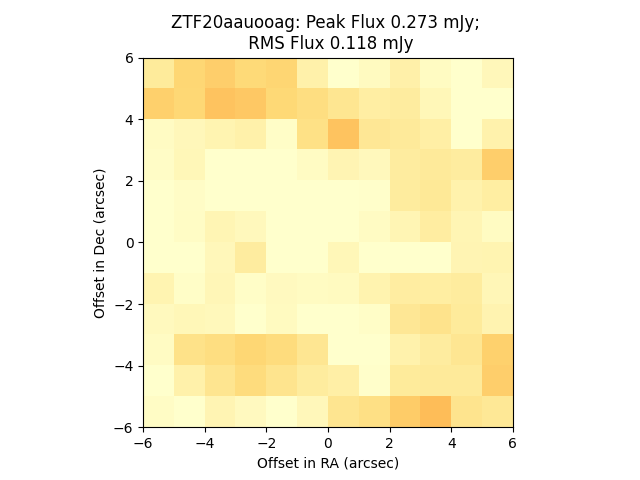 ZTF20aauooag: Peak Flux 0.273 mJy;
RMS Flux 0.118 mJy
6
4
2
0
−2
−4
−6
Offset in Dec (arcsec)
−6 −4 −2 0 2 4 6
Offset in RA (arcsec)